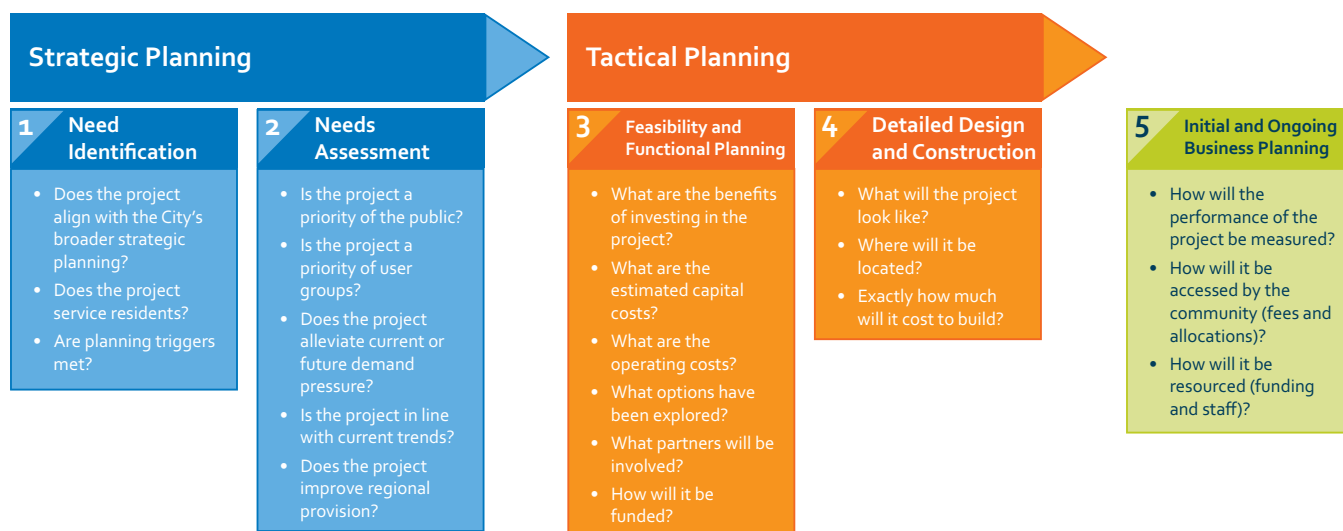 Strategic Planning
Tactical Planning
1
Need
Identification
• Does the project
align with the City’s
broader strategic
planning?
• Does the project
service residents?
• Are planning triggers
met?
2
Needs
Assessment
• Is the project a
priority of the public?
• Is the project a
priority of user
groups?
• Does the project
alleviate current or
future demand
pressure?
• Is the project in line
with current trends?
• Does the project
improve regional
provision?
3
Feasibility and
Functional Planning
• What are the benefits
of investing in the
project?
• What are the
estimated capital
costs?
• What are the
operating costs?
• What options have
been explored?
• What partners will be
involved?
• How will it be
funded?
4
Detailed Design
and Construction
• What will the project
look like?
• Where will it be
located?
• Exactly how much
will it cost to build?
5
Initial and Ongoing
Business Planning
• How will the
performance of the
project be measured?
• How will it be
accessed by the
community (fees and
allocations)?
• How will it be
resourced (funding
and staff)?